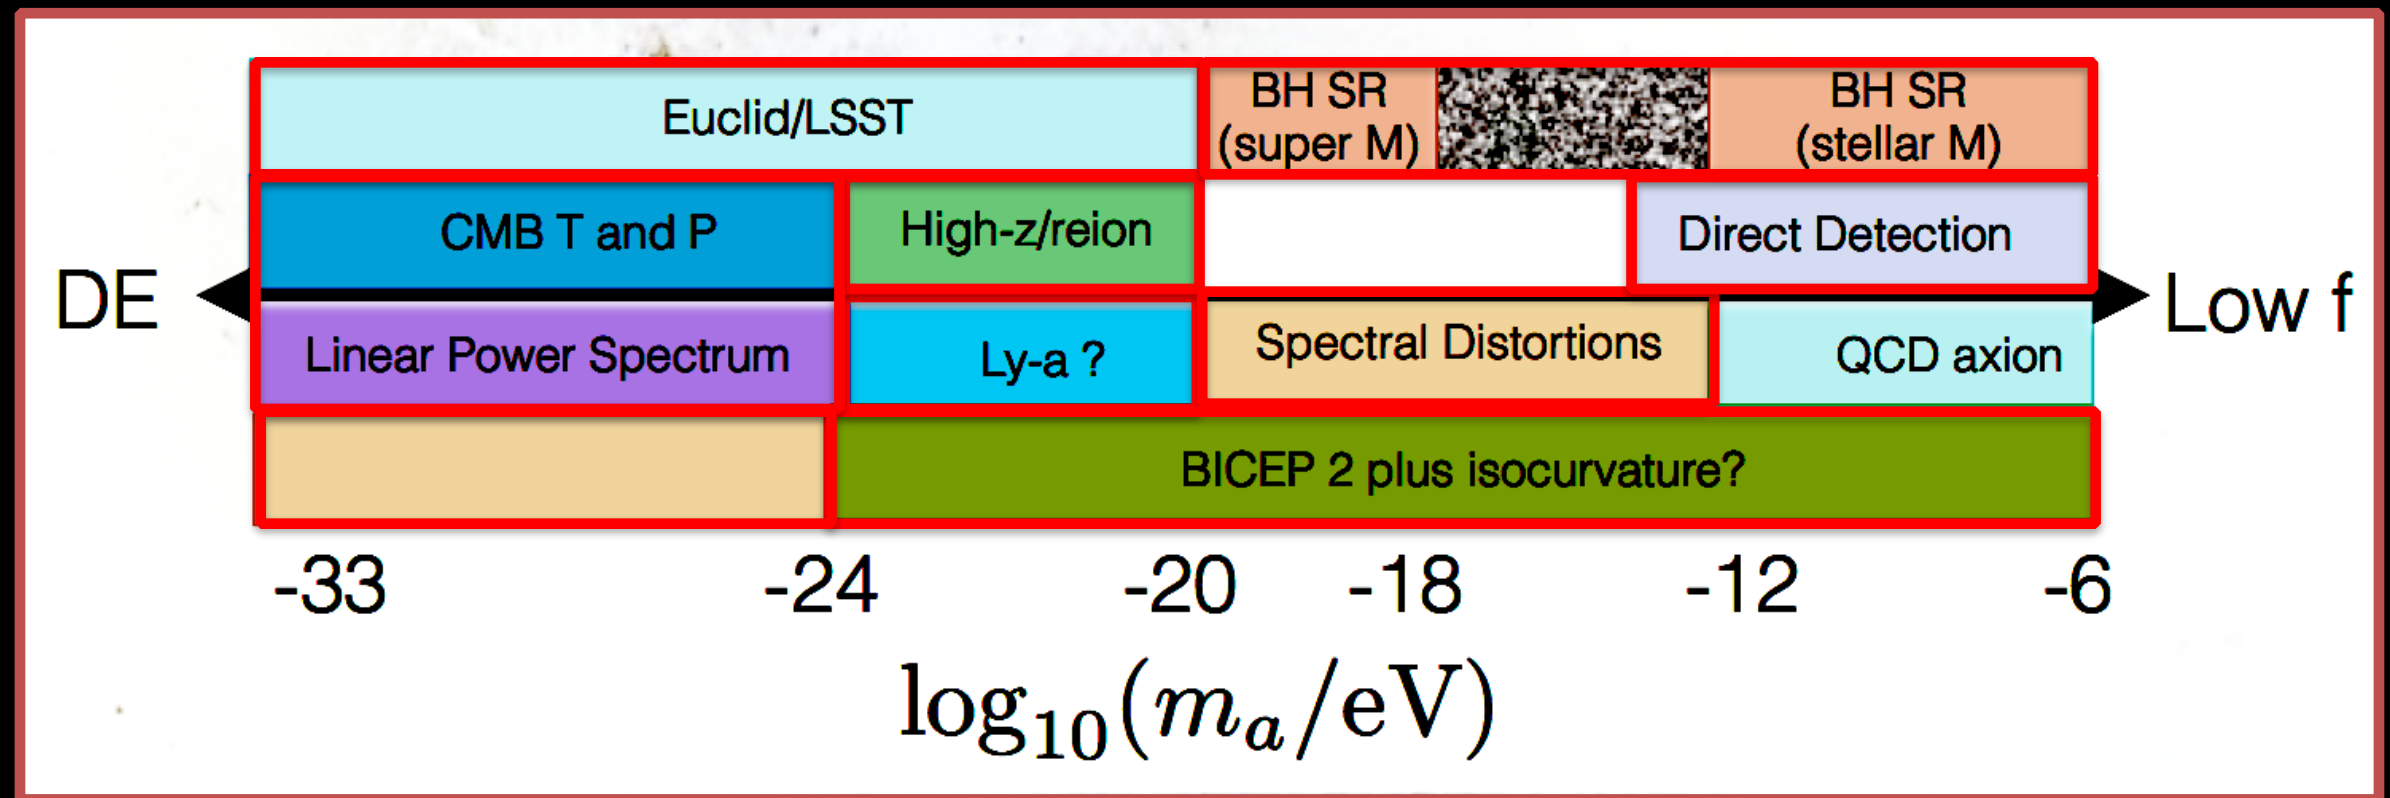 Euclid/LSST
BH SR
(super M)
BH SR
(stellar M)
CMB T and P
High-z/reion
Direct Detection
DE
Low f
Linear Power Spectrum
Ly-a ?
Spectral Distortions
QCD axion
BICEP 2 plus isocurvature?
-33 -24 -20 -18 -12 -6
log₁₀(mₐ/eV)